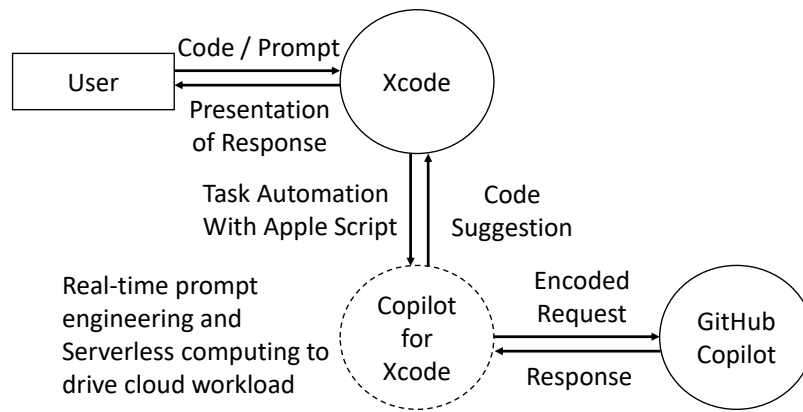 Code / Prompt
User
Xcode
Presentation
of Response
Task Automation
With Apple Script
Code
Suggestion
Real-time prompt
engineering and
Serverless computing to
drive cloud workload
Copilot
for
Xcode
Encoded
Request
Response
GitHub
Copilot